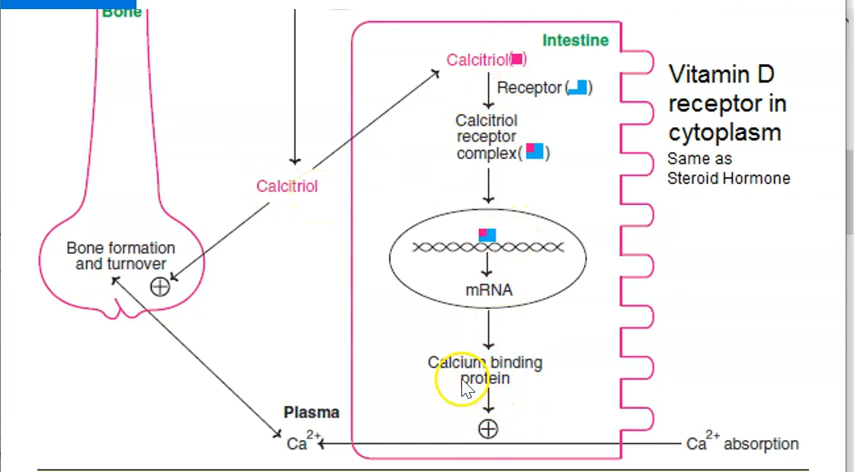 Bone
Intestine
Calcitriol( )
Receptor( )
Calcitriol
receptor
complex( )
Vitamin D
receptor in
cytoplasm
Same as
Steroid Hormone
Calcitriol
Bone formation
and turnover
mRNA
Calcium binding
protein
Plasma
Ca2+
Ca2+ absorption